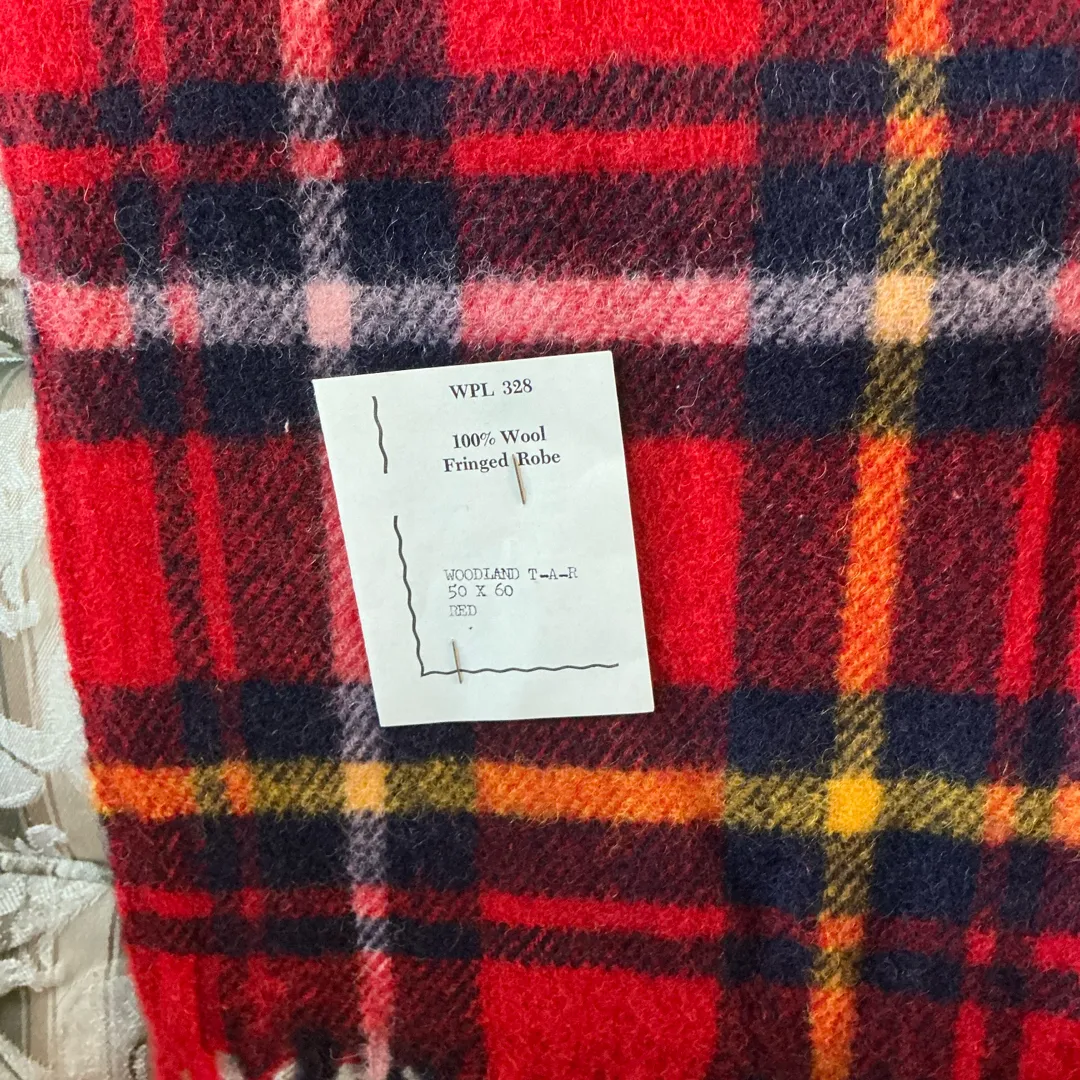 WPL 328
100% Wool
Fringed Robe
WOODLAND T-A-R
50 X 60
RED